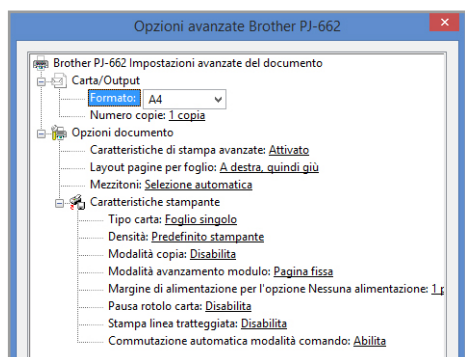 Opzioni avanzate Brother PJ-662
Brother PJ-662 Impostazioni avanzate del documento
Carta/Output
Formato: A4
Numero copie: 1 copia
Opzioni documento
Caratteristiche di stampa avanzate: Attivato
Layout pagine per foglio: A destra, quindi giù
Mezzitoni: Selezione automatica
Caratteristiche stampante
Tipo carta: Foglio singolo
Densità: Predefinito stampante
Modalità copia: Disabilita
Modalità avanzamento modulo: Pagina fissa
Margine di alimentazione per l'opzione Nessuna alimentazione: 1
Pausa rotolo carta: Disabilita
Stampa linea tratteggiata: Disabilita
Commutazione automatica modalità comando: Abilita